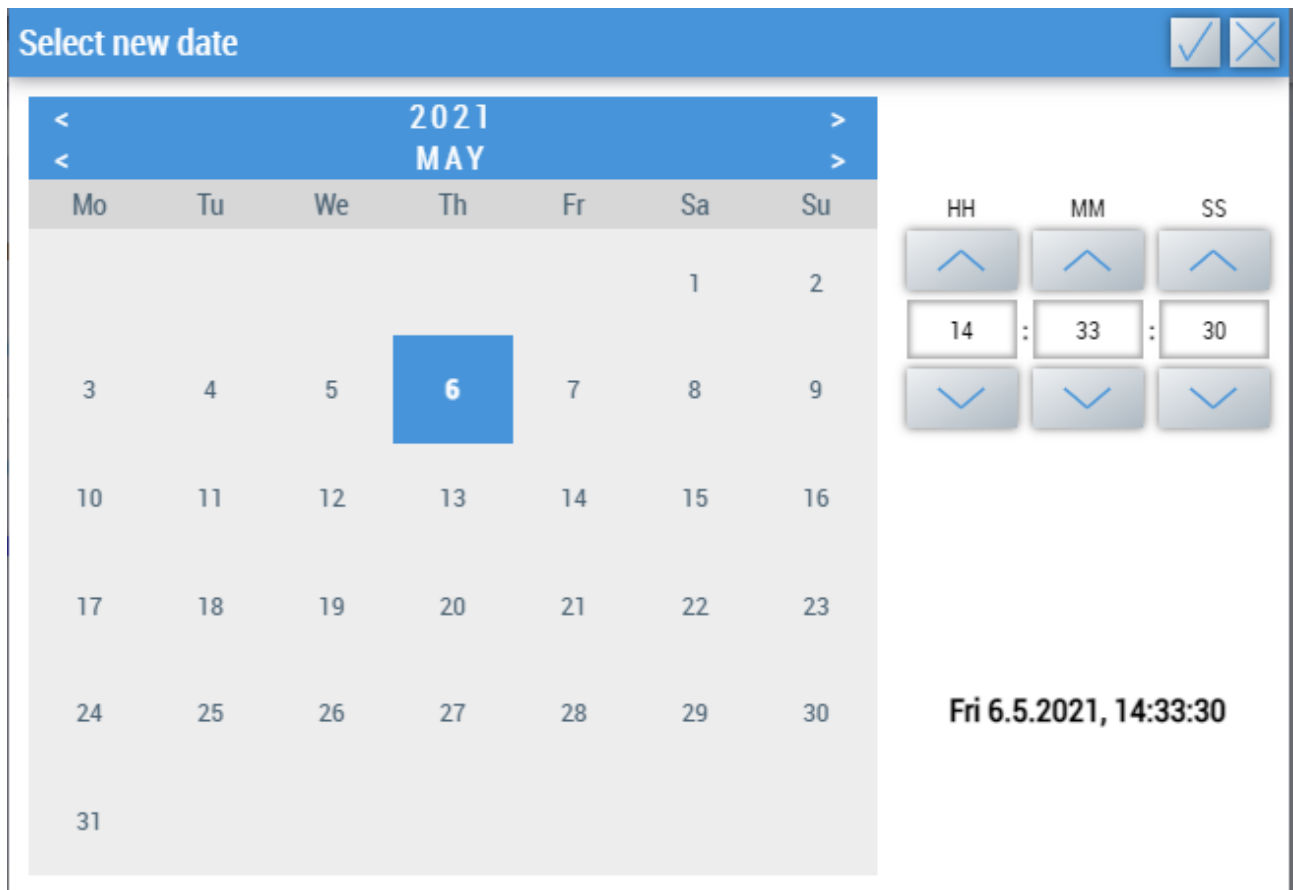 Select new date
< 2021 >
< MAY >
Mo Tu We Th Fr Sa Su
1 2
3 4 5 6 7 8 9
10 11 12 13 14 15 16
17 18 19 20 21 22 23
24 25 26 27 28 29 30
31
HH MM SS
14 : 33 : 30
Fri 6.5.2021, 14:33:30